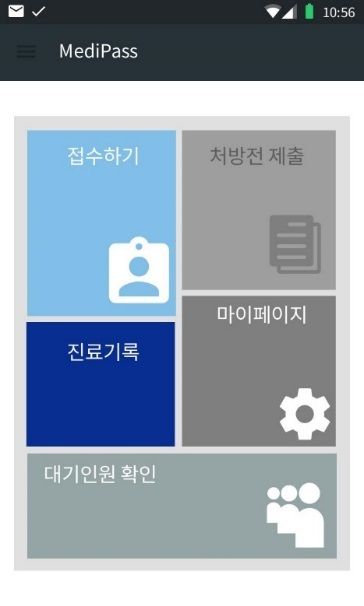 10:56
MediPass
접수하기
처방전 제출
마이페이지
진료기록
대기인원 확인